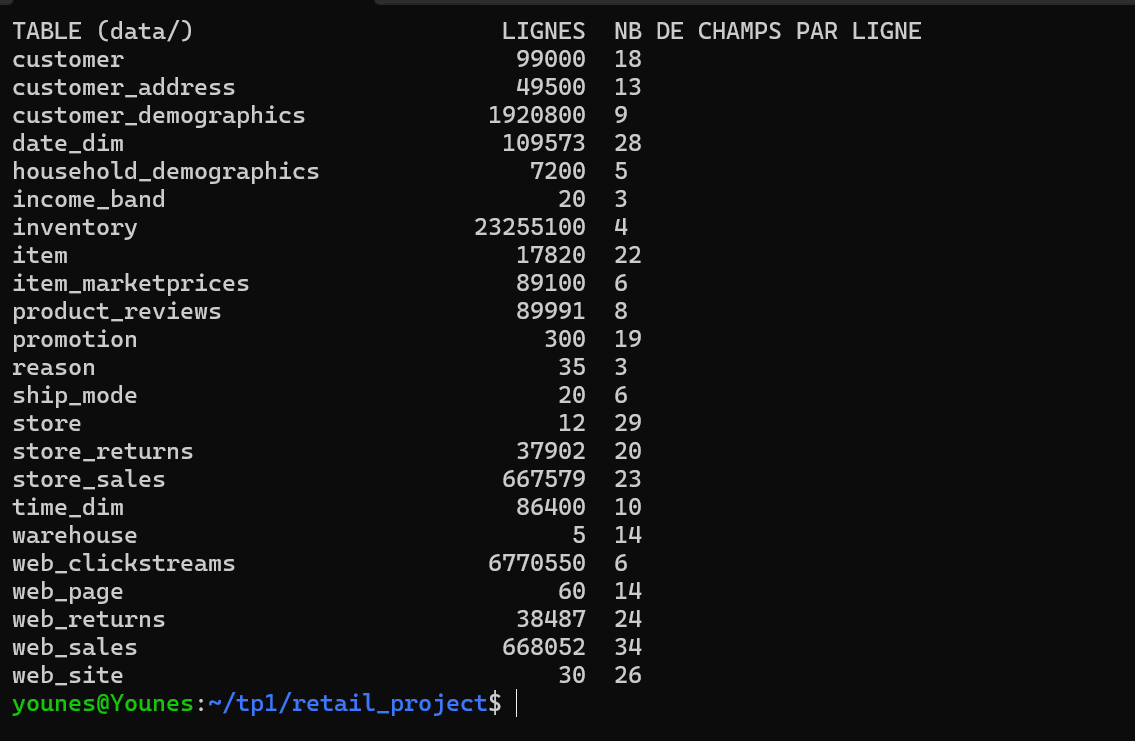 TABLE (data/) LIGNES NB DE CHAMPS PAR LIGNE
customer 99000 18
customer_address 49500 13
customer_demographics 1920800 9
date_dim 109573 28
household_demographics 7200 5
income_band 20 3
inventory 23255100 4
item 17820 22
item_marketprices 89100 6
product_reviews 89991 8
promotion 300 19
reason 35 3
ship_mode 20 6
store 12 29
store_returns 37902 20
store_sales 667579 23
time_dim 86400 10
warehouse 5 14
web_clickstreams 6770550 6
web_page 60 14
web_returns 38487 24
web_sales 668052 34
web_site 30 26
younes@Younes:~/tp1/retail_project$